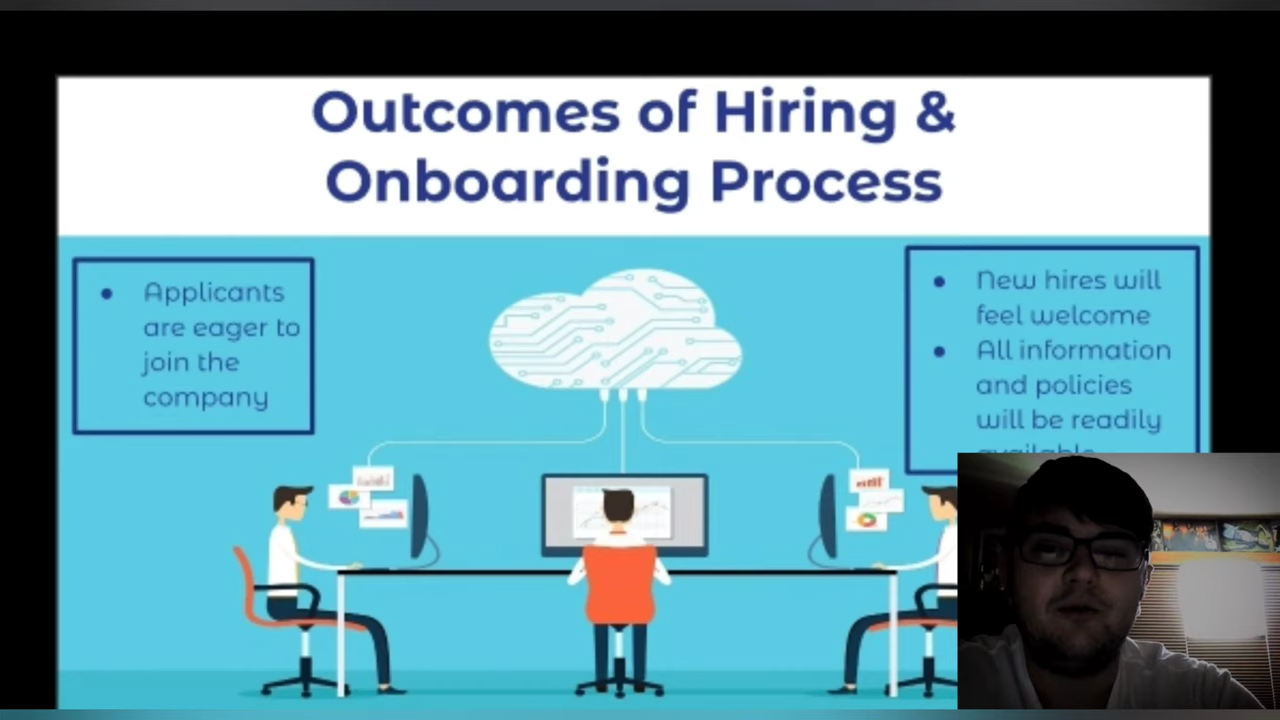 Outcomes of Hiring &
Onboarding Process
Applicants
are eager to
join the
company
New hires will
feel welcome
All information
and policies
will be readily
available